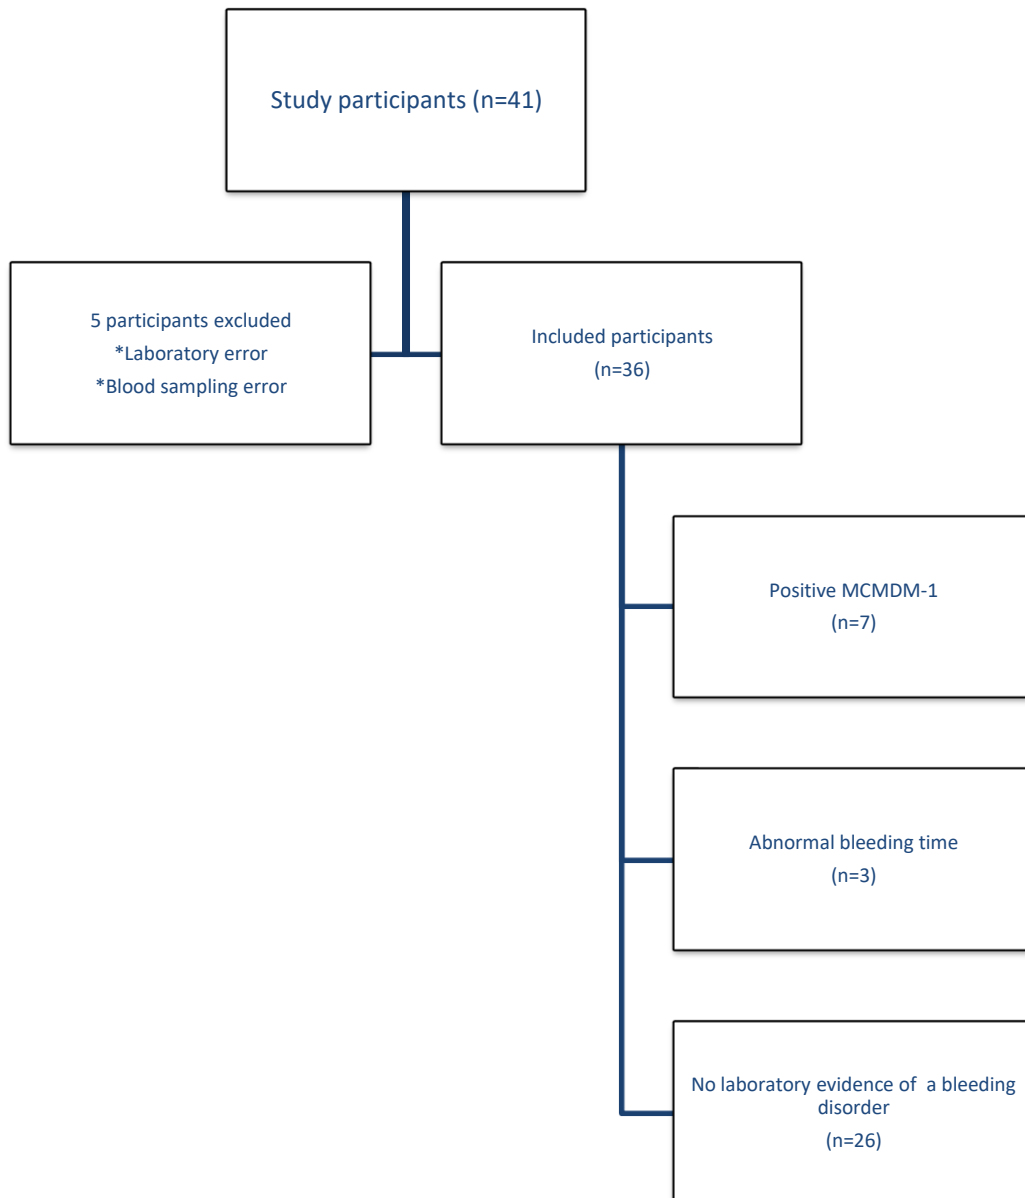 Study participants (n=41)
5 participants excluded
*Laboratory error
*Blood sampling error
Included participants
(n=36)
Positive MCMDM-1
(n=7)
Abnormal bleeding time
(n=3)
No laboratory evidence of  a bleeding
disorder
(n=26)